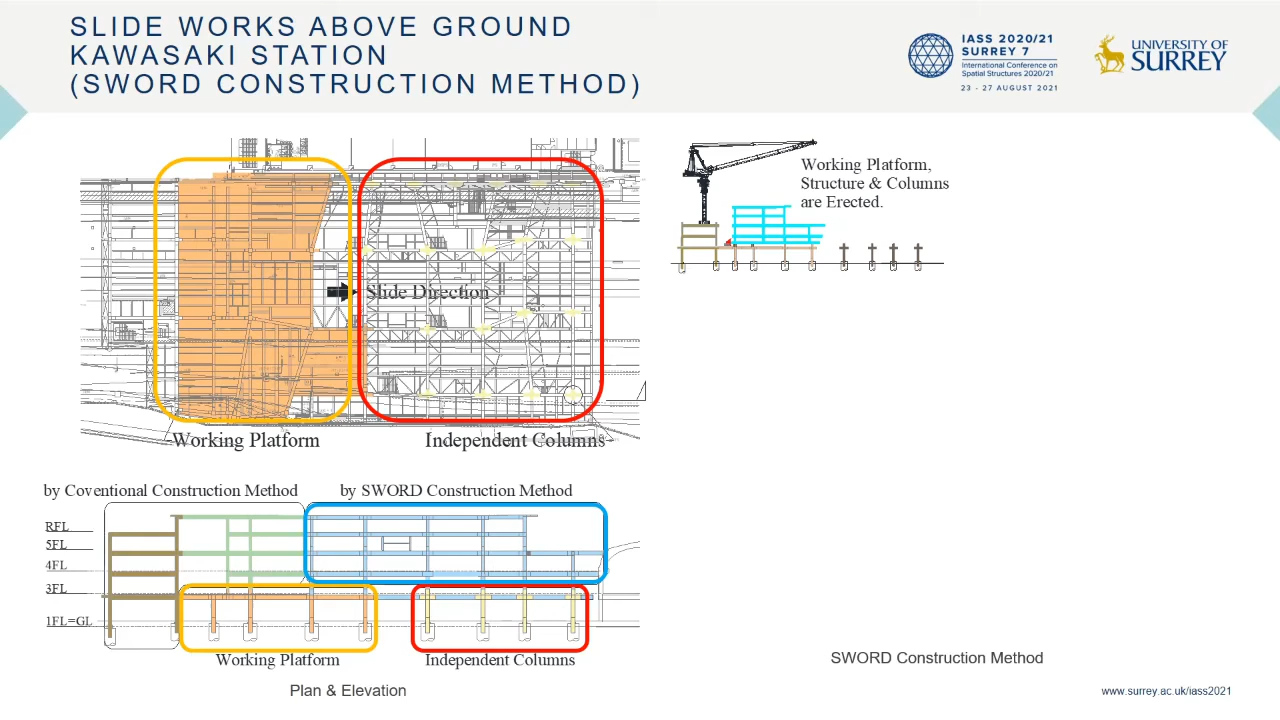 SLIDE WORKS ABOVE GROUND
KAWASAKI STATION
(SWORD CONSTRUCTION METHOD)
IASS 2020/21
SURREY 7
International Conference on
Spatial Structures 2020/21
23 - 27 AUGUST 2021
UNIVERSITY OF
SURREY
Slide Direction
Working Platform
Independent Columns
Working Platform,
Structure & Columns
are Erected.
by Coventional Construction Method
by SWORD Construction Method
RFL
5FL
4FL
3FL
1FL=GL
Working Platform
Independent Columns
Plan & Elevation
SWORD Construction Method
www.surrey.ac.uk/iass2021